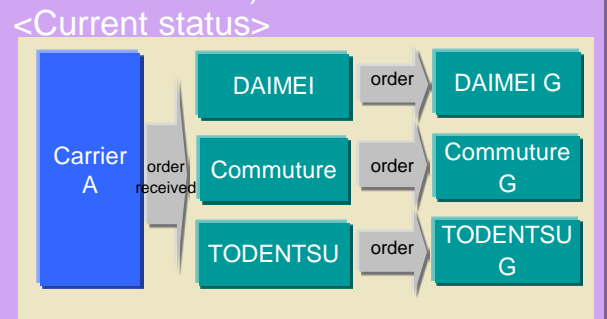 <Current status>
Carrier
A
order
received
DAIMEI
order
DAIMEI G
Commuture
order
Commuture
G
TODENTSU
order
TODENTSU
G